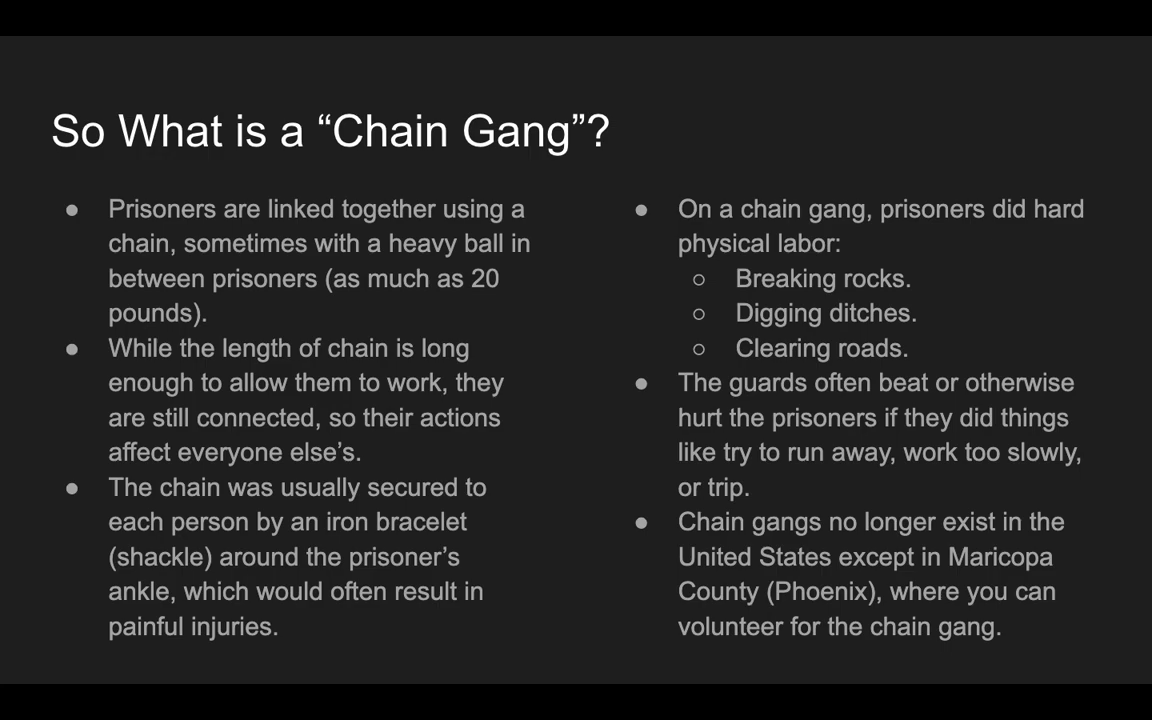 So What is a “Chain Gang”?
● Prisoners are linked together using a
chain, sometimes with a heavy ball in
between prisoners (as much as 20
pounds).
● While the length of chain is long
enough to allow them to work, they
are still connected, so their actions
affect everyone else’s.
● The chain was usually secured to
each person by an iron bracelet
(shackle) around the prisoner’s
ankle, which would often result in
painful injuries.
● On a chain gang, prisoners did hard
physical labor:
○ Breaking rocks.
○ Digging ditches.
○ Clearing roads.
● The guards often beat or otherwise
hurt the prisoners if they did things
like try to run away, work too slowly,
or trip.
● Chain gangs no longer exist in the
United States except in Maricopa
County (Phoenix), where you can
volunteer for the chain gang.